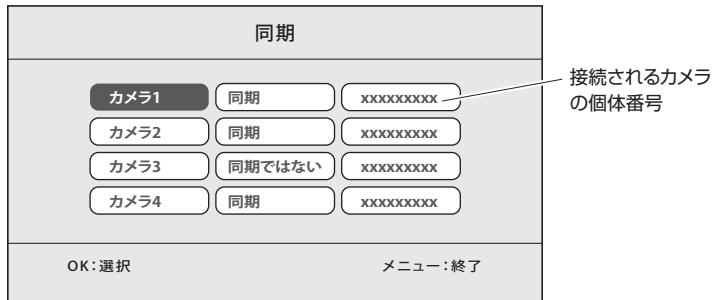 同期
カメラ1 同期 xxxxxxxxx
カメラ2 同期 xxxxxxxxx
カメラ3 同期ではない xxxxxxxxx
カメラ4 同期 xxxxxxxxx
OK：選択 メニュー：終了
接続されるカメラ
の個体番号